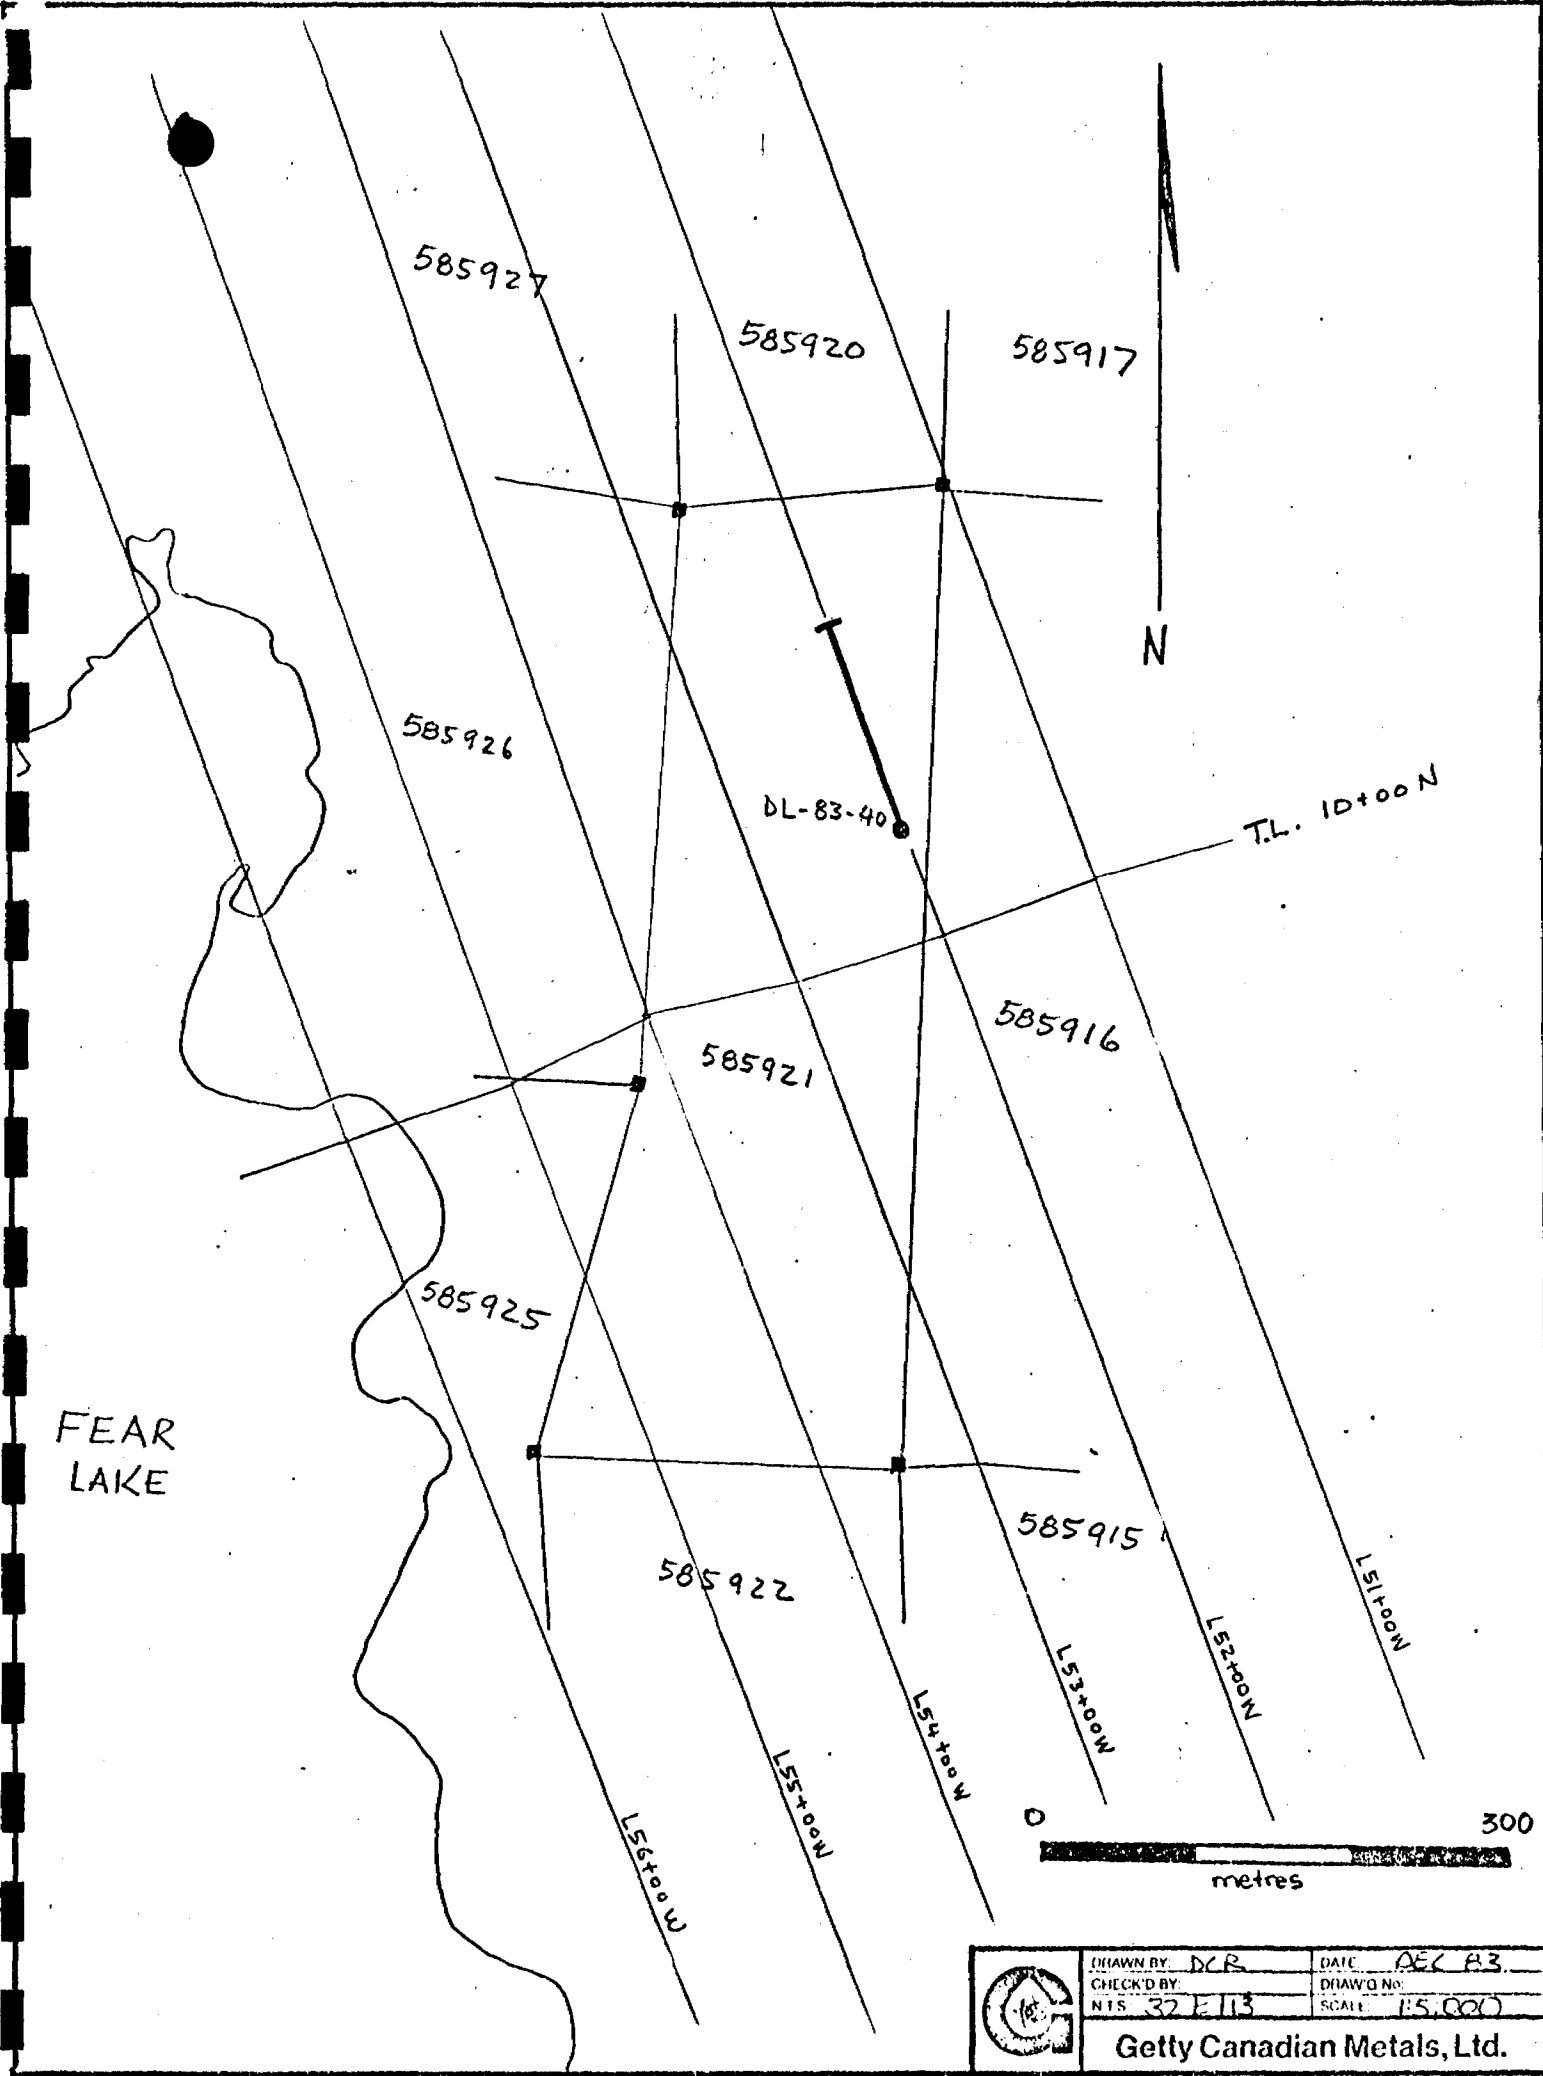 585927
585920
585917
N
585926
DL-83-40
T.L. 10+00 N
585916
585921
585925
FEAR
LAKE
585915
585922
L51+00W
L52+00W
L53+00W
L54+00W
L55+00W
L56+00W
0
300
metres
DRAWN BY: DCR
DATE: DEC 83
CHECK'D BY:
DRAW'G No:
N.T.S. 32 E/13
SCALE 1:5,000
Getty Canadian Metals, Ltd.